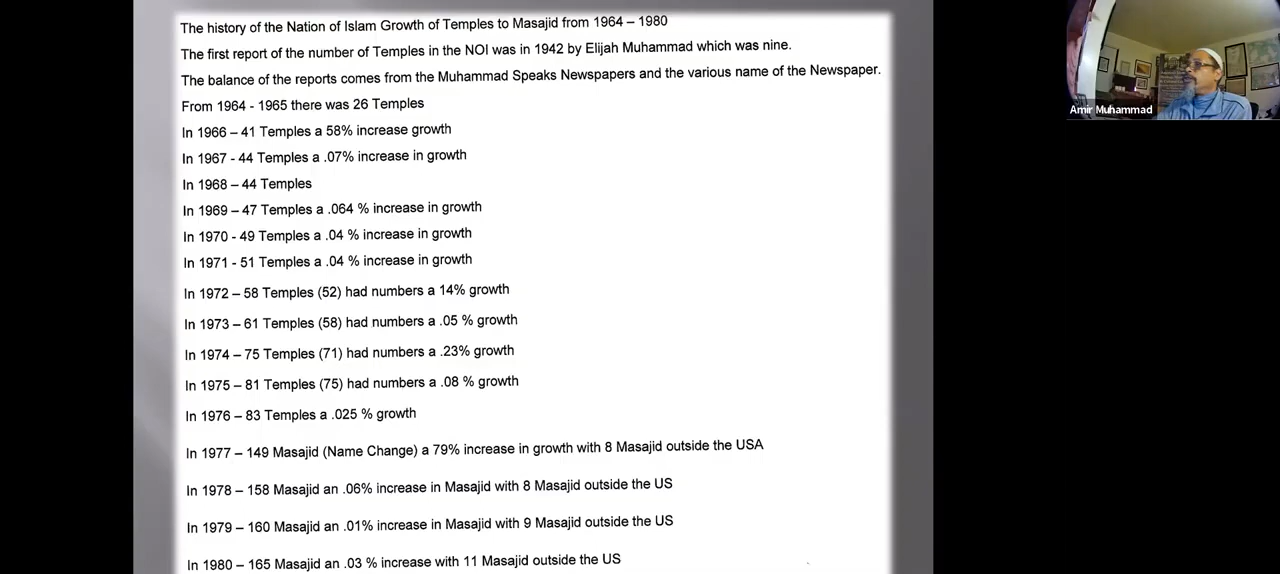 The history of the Nation of Islam Growth of Temples to Masajid from 1964 – 1980
The first report of the number of Temples in the NOI was in 1942 by Elijah Muhammad which was nine.
The balance of the reports comes from the Muhammad Speaks Newspapers and the various name of the Newspaper.
From 1964 - 1965 there was 26 Temples
In 1966 – 41 Temples a 58% increase growth
In 1967 - 44 Temples a .07% increase in growth
In 1968 – 44 Temples
In 1969 – 47 Temples a .064 % increase in growth
In 1970 - 49 Temples a .04 % increase in growth
In 1971 - 51 Temples a .04 % increase in growth
In 1972 – 58 Temples (52) had numbers a 14% growth
In 1973 – 61 Temples (58) had numbers a .05 % growth
In 1974 – 75 Temples (71) had numbers a .23% growth
In 1975 – 81 Temples (75) had numbers a .08 % growth
In 1976 – 83 Temples a .025 % growth
In 1977 – 149 Masajid (Name Change) a 79% increase in growth with 8 Masajid outside the USA
In 1978 – 158 Masajid an .06% increase in Masajid with 8 Masajid outside the US
In 1979 – 160 Masajid an .01% increase in Masajid with 9 Masajid outside the US
In 1980 – 165 Masajid an .03 % increase with 11 Masajid outside the US
Amir Muhammad